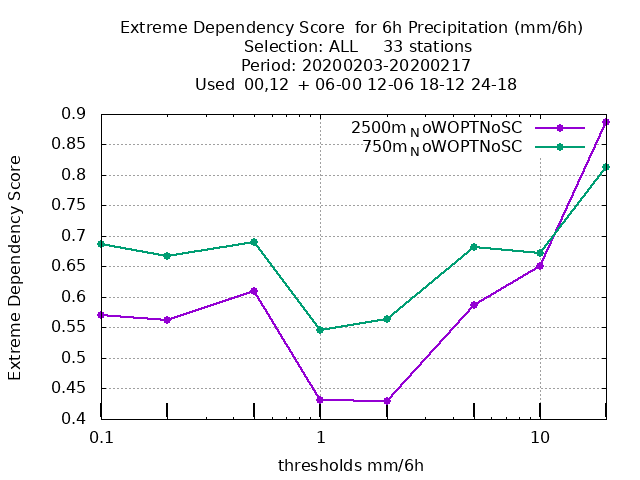 Extreme Dependency Score  for 6h Precipitation (mm/6h)
Selection: ALL     33 stations
Period: 20200203-20200217
Used  00,12  + 06-00 12-06 18-12 24-18
2500m_NoWOPTNoSC
750m_NoWOPTNoSC
Extreme Dependency Score
0.9
0.85
0.8
0.75
0.7
0.65
0.6
0.55
0.5
0.45
0.4
0.1 1 10
thresholds mm/6h